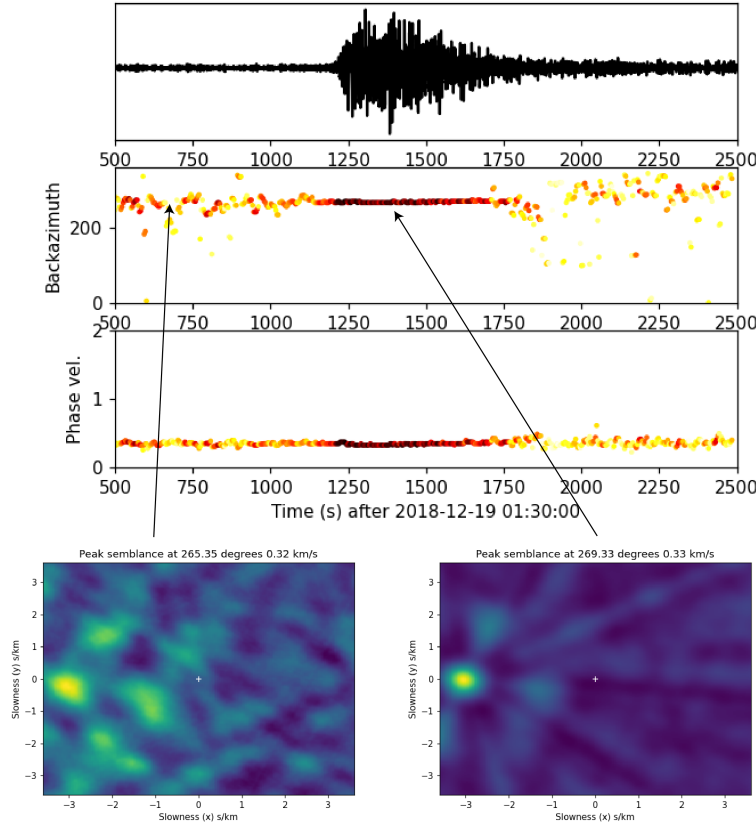 500 750 1000 1250 1500 1750 2000 2250 2500
200
0
Backazimuth
500 750 1000 1250 1500 1750 2000 2250 2500
2
1
0
Phase vel.
500 750 1000 1250 1500 1750 2000 2250 2500
Time (s) after 2018-12-19 01:30:00
Peak semblance at 265.35 degrees 0.32 km/s
3
2
1
0
−1
−2
−3
Slowness (y) s/km
−3 −2 −1 0 1 2 3
Slowness (x) s/km
Peak semblance at 269.33 degrees 0.33 km/s
3
2
1
0
−1
−2
−3
Slowness (y) s/km
−3 −2 −1 0 1 2 3
Slowness (x) s/km